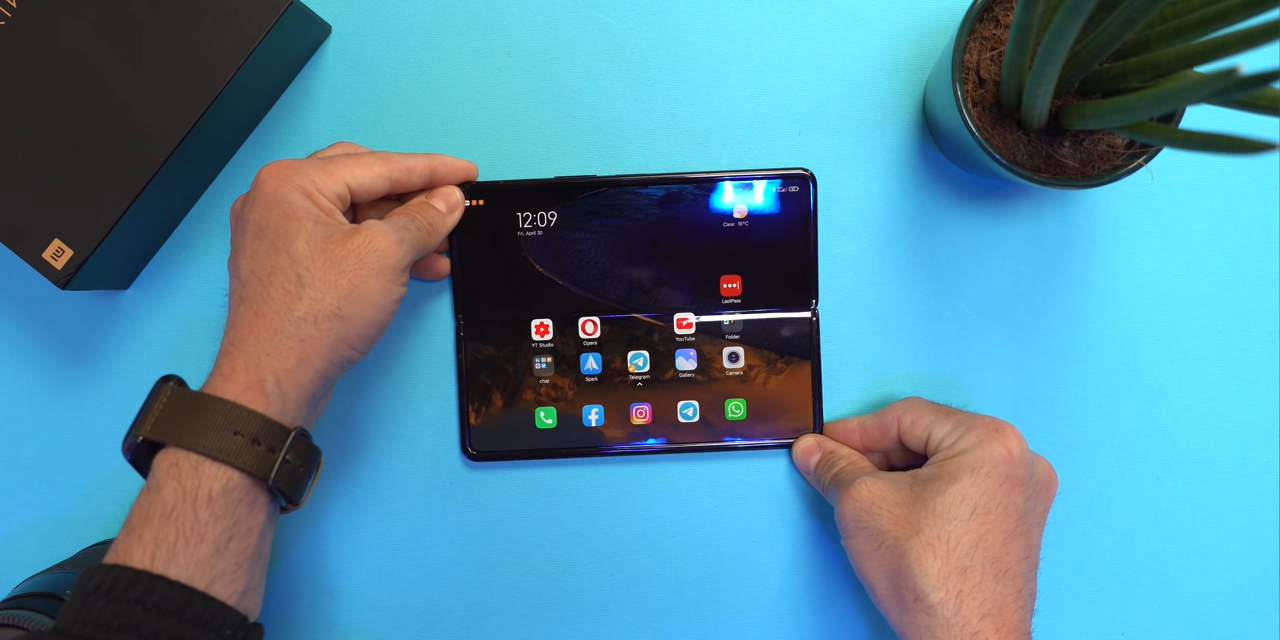 12:09
Fri, April 30
Clear 16°C
LastPass
YT Studio
Opera
YouTube
Folder
chat
Spark
Telegram
Gallery
Camera